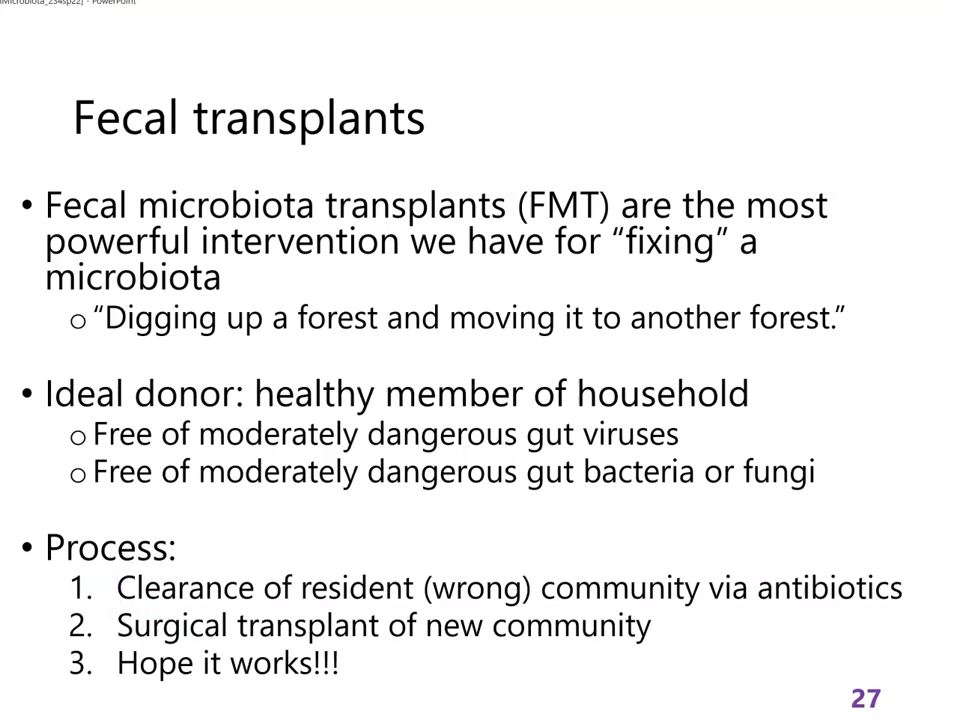 Microbiota_234sp22] - PowerPoint
Fecal transplants
• Fecal microbiota transplants (FMT) are the most
powerful intervention we have for “fixing” a
microbiota
o “Digging up a forest and moving it to another forest.”
• Ideal donor: healthy member of household
o Free of moderately dangerous gut viruses
o Free of moderately dangerous gut bacteria or fungi
• Process:
1. Clearance of resident (wrong) community via antibiotics
2. Surgical transplant of new community
3. Hope it works!!!
27